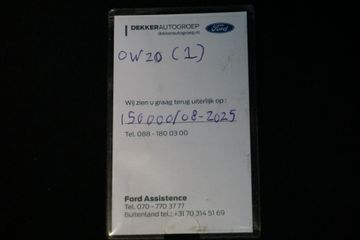 DEKKERAUTOGROEP
dekkerautogroep.nl
Ford
OW20 (1)
Wij zien u graag terug uiterlijk op :
150000/08-2025
Tel. 088 - 180 03 00
Ford Assistence
Tel. 070 - 770 37 77
Buitenland tel.: +31 70 314 51 69